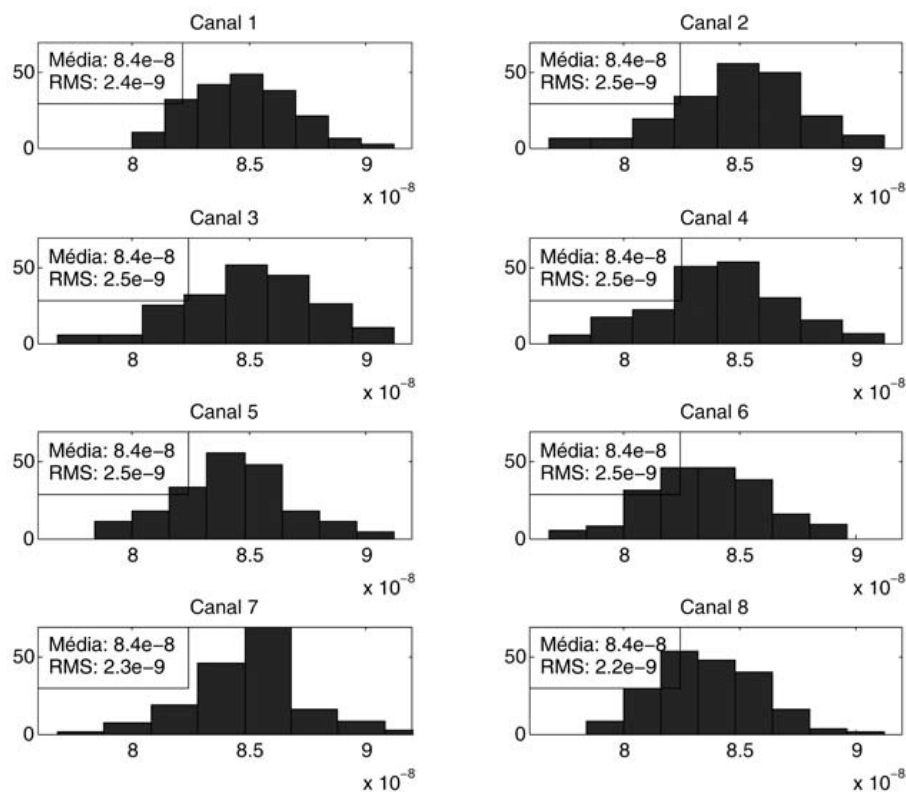 Canal 1
Média: 8.4e−8
RMS: 2.4e−9
50
0
8 8.5 9
x 10⁻⁸
Canal 2
Média: 8.4e−8
RMS: 2.5e−9
50
0
8 8.5 9
x 10⁻⁸
Canal 3
Média: 8.4e−8
RMS: 2.5e−9
50
0
8 8.5 9
x 10⁻⁸
Canal 4
Média: 8.4e−8
RMS: 2.5e−9
50
0
8 8.5 9
x 10⁻⁸
Canal 5
Média: 8.4e−8
RMS: 2.5e−9
50
0
8 8.5 9
x 10⁻⁸
Canal 6
Média: 8.4e−8
RMS: 2.5e−9
50
0
8 8.5 9
x 10⁻⁸
Canal 7
Média: 8.4e−8
RMS: 2.3e−9
50
0
8 8.5 9
x 10⁻⁸
Canal 8
Média: 8.4e−8
RMS: 2.2e−9
50
0
8 8.5 9
x 10⁻⁸